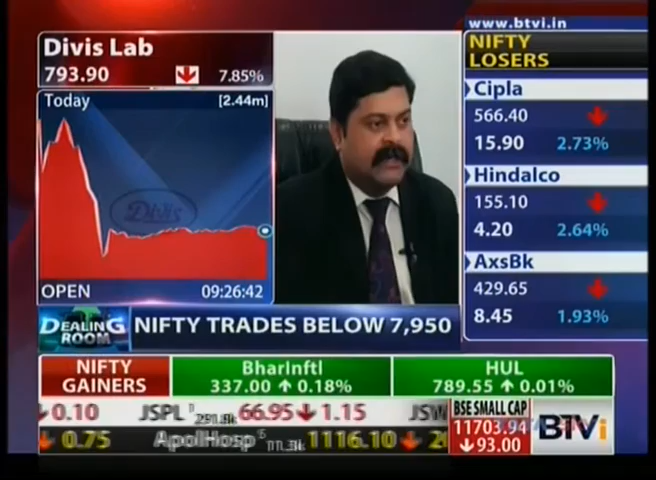 www.btvi.in
Divis Lab
793.90 7.85%
Today [2.44m]
Divis
OPEN 09:26:42
NIFTY
LOSERS
Cipla
566.40
15.90 2.73%
Hindalco
155.10
4.20 2.64%
AxsBk
429.65
8.45 1.93%
DEALING
ROOM
NIFTY TRADES BELOW 7,950
NIFTY
GAINERS
BharInftl
337.00 0.18%
HUL
789.55 0.01%
0.10 JSPL 66.95 1.15 JSW
0.75 ApolHosp 1116.10
BSE SMALL CAP
11703.94
93.00
BTVi